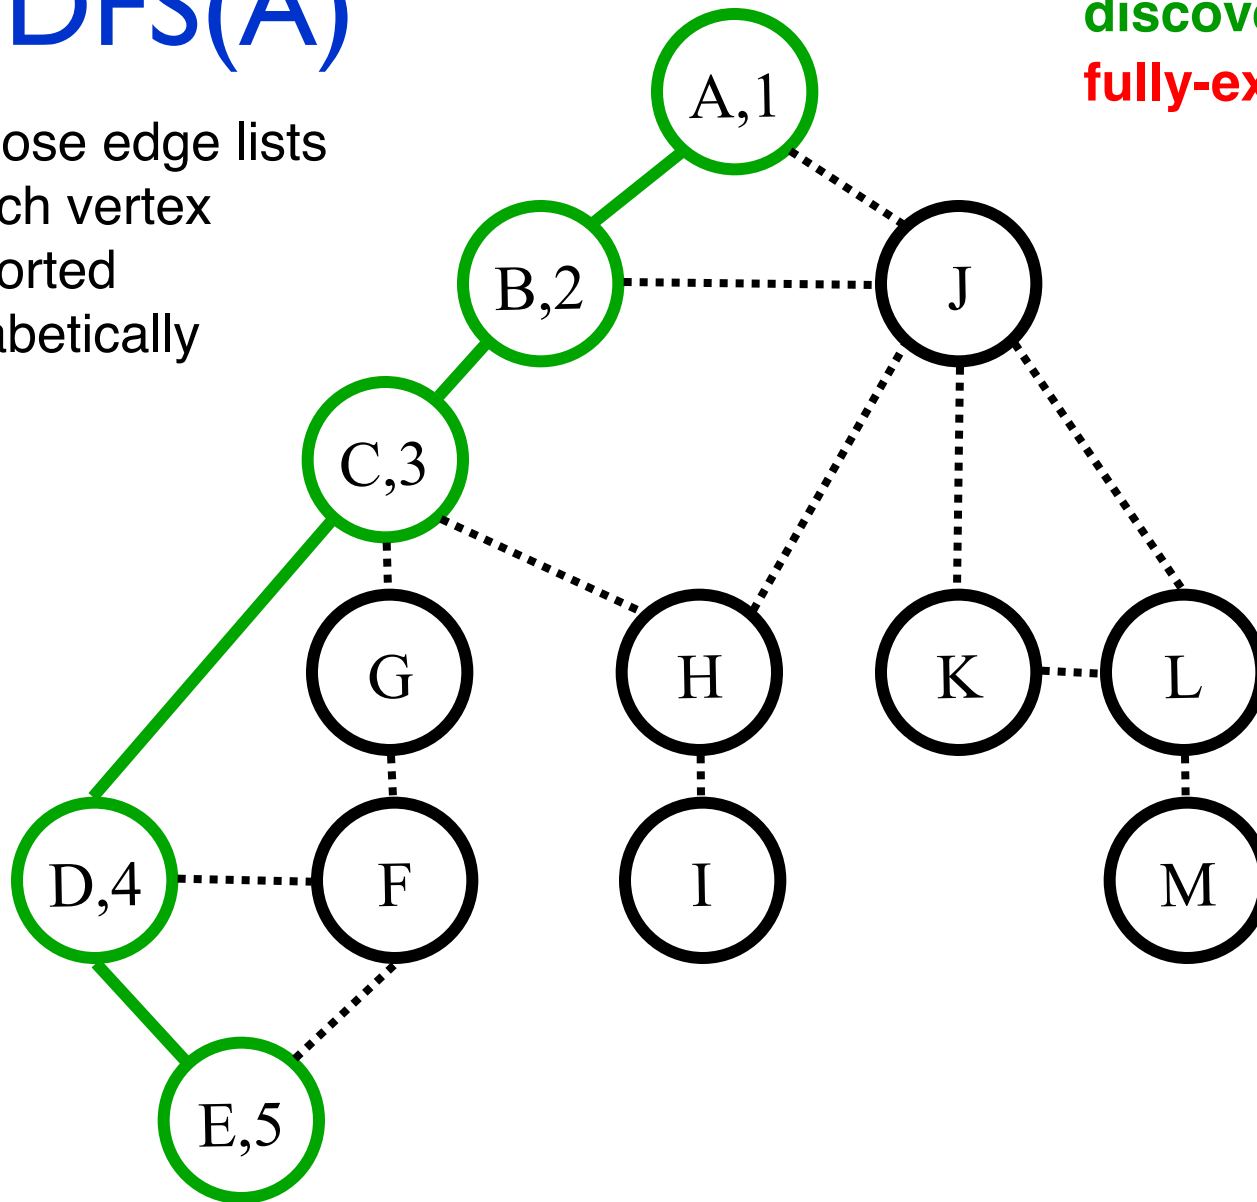 DFS(A)
discove
fully-ex
ose edge lists
ch vertex
orted
abetically
A,1
B,2
J
C,3
G
H
K
L
D,4
F
I
M
E,5